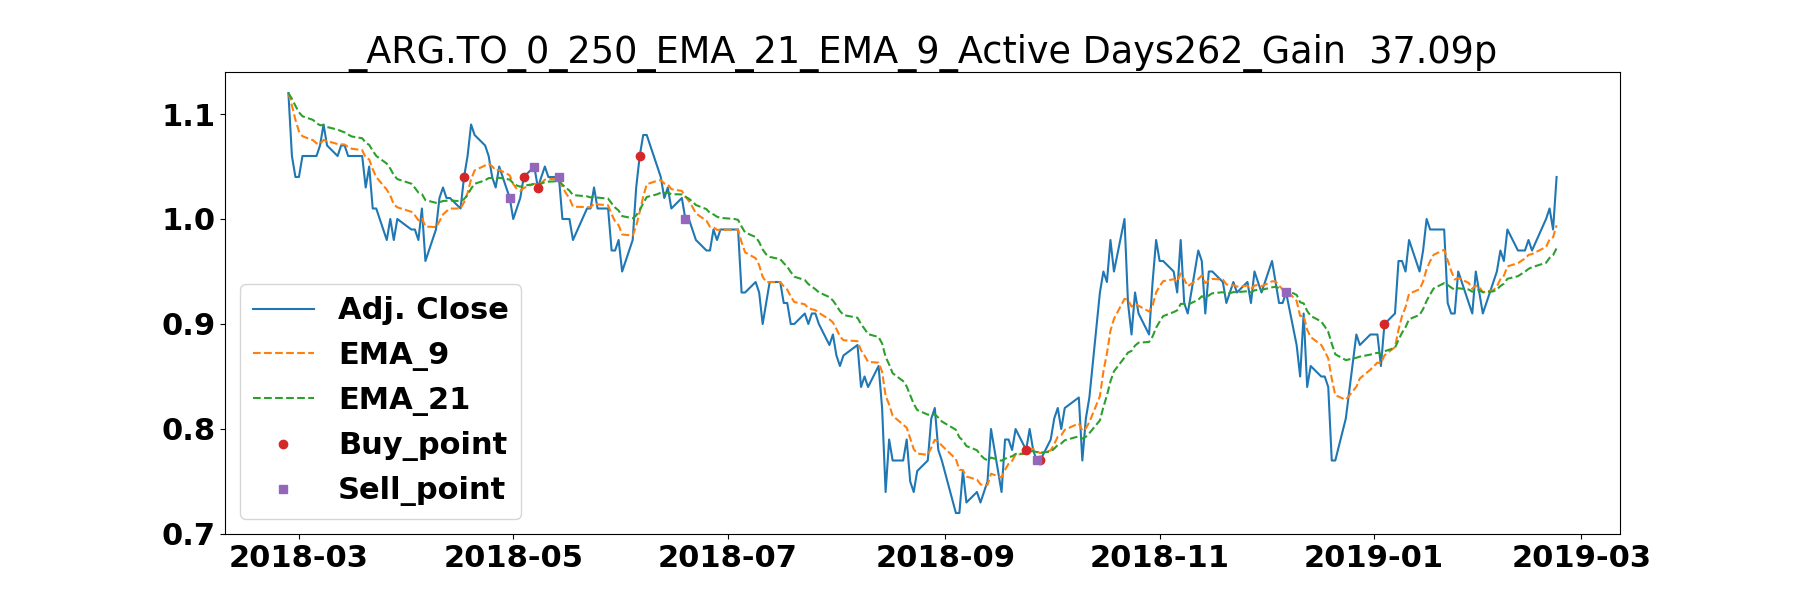 _ARG.TO_0_250_EMA_21_EMA_9_Active Days262_Gain  37.09p
1.1
1.0
0.9
0.8
0.7
Adj. Close
EMA_9
EMA_21
Buy_point
Sell_point
2018-03 2018-05 2018-07 2018-09 2018-11 2019-01 2019-03